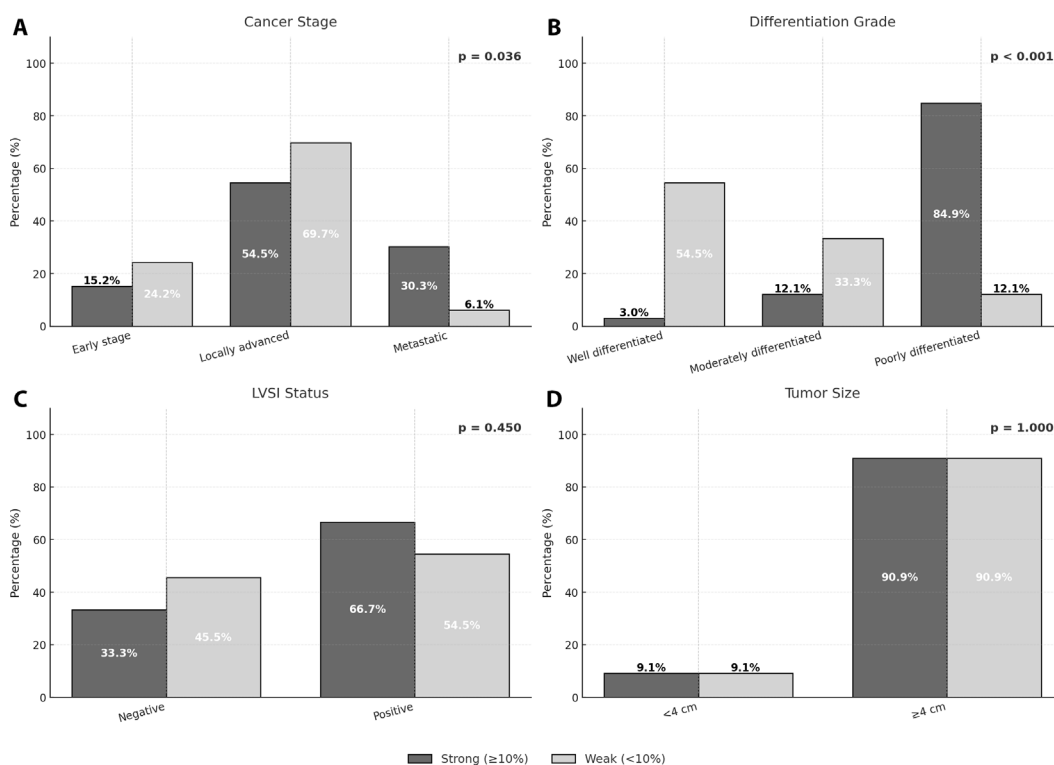 A
Cancer Stage
p = 0.036
Percentage (%)
100
80
60
40
20
0
15.2%
24.2%
54.5%
69.7%
30.3%
6.1%
Early stage
Locally advanced
Metastatic
B
Differentiation Grade
p < 0.001
Percentage (%)
100
80
60
40
20
0
3.0%
54.5%
12.1%
33.3%
84.9%
12.1%
Well differentiated
Moderately differentiated
Poorly differentiated
C
LVSI Status
p = 0.450
Percentage (%)
100
80
60
40
20
0
33.3%
45.5%
66.7%
54.5%
Negative
Positive
D
Tumor Size
p = 1.000
Percentage (%)
100
80
60
40
20
0
9.1%
9.1%
90.9%
90.9%
<4 cm
≥4 cm
Strong (≥10%)
Weak (<10%)